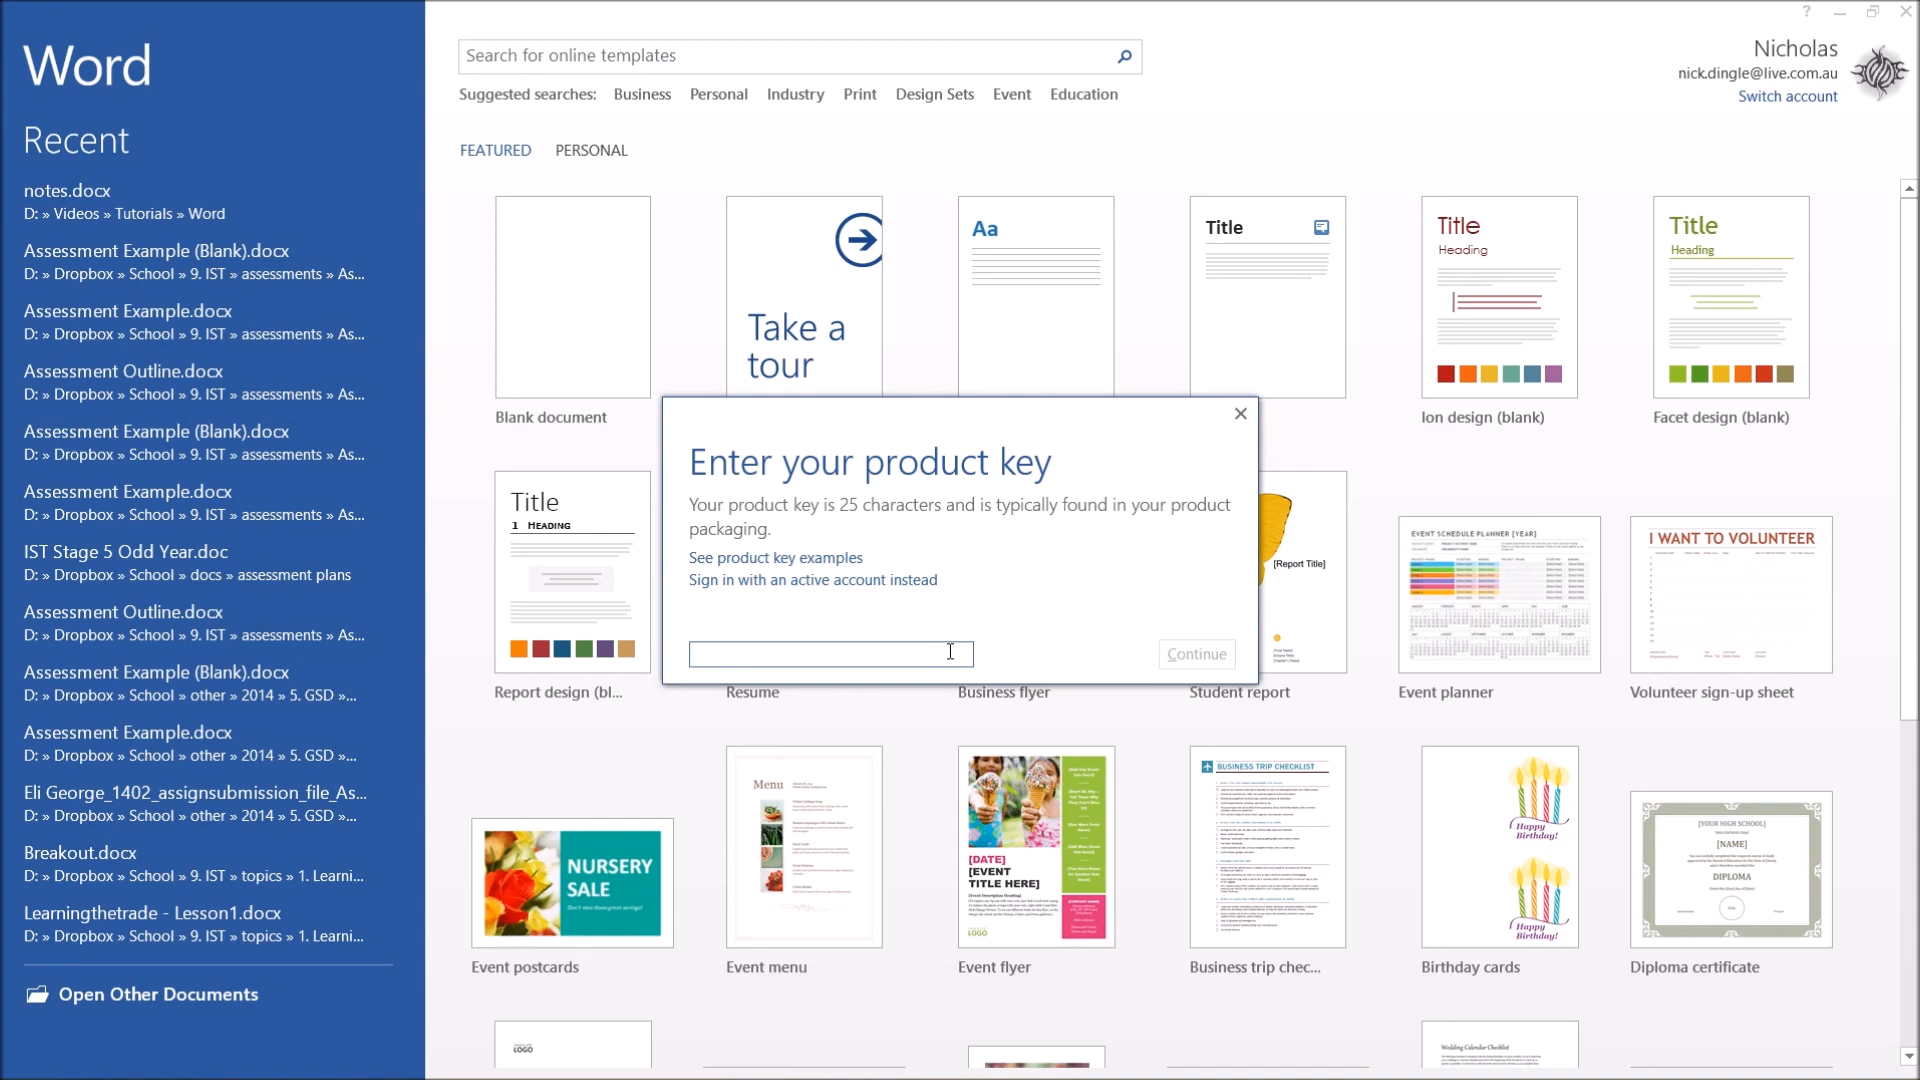 Word
Recent
notes.docx
D: » Videos » Tutorials » Word
Assessment Example (Blank).docx
D: » Dropbox » School » 9. IST » assessments » As...
Assessment Example.docx
D: » Dropbox » School » 9. IST » assessments » As...
Assessment Outline.docx
D: » Dropbox » School » 9. IST » assessments » As...
Assessment Example (Blank).docx
D: » Dropbox » School » 9. IST » assessments » As...
Assessment Example.docx
D: » Dropbox » School » 9. IST » assessments » As...
IST Stage 5 Odd Year.doc
D: » Dropbox » School » docs » assessment plans
Assessment Outline.docx
D: » Dropbox » School » 9. IST » assessments » As...
Assessment Example (Blank).docx
D: » Dropbox » School » other » 2014 » 5. GSD »...
Assessment Example.docx
D: » Dropbox » School » other » 2014 » 5. GSD »...
Eli George_1402_assignsubmission_file_As...
D: » Dropbox » School » other » 2014 » 5. GSD »...
Breakout.docx
D: » Dropbox » School » 9. IST » topics » 1. Learni...
Learningthetrade - Lesson1.docx
D: » Dropbox » School » 9. IST » topics » 1. Learni...
Open Other Documents
?
Search for online templates
Nicholas
nick.dingle@live.com.au
Switch account
Suggested searches: Business Personal Industry Print Design Sets Event Education
FEATURED PERSONAL
Take a
tour
Aa
Title
Title
Heading
Title
Heading
Blank document
Ion design (blank)
Facet design (blank)
Enter your product key
Your product key is 25 characters and is typically found in your product
packaging.
See product key examples
Sign in with an active account instead
Continue
Title
1 HEADING
[Report Title]
EVENT SCHEDULE PLANNER [YEAR]
I WANT TO VOLUNTEER
Report design (bl...
Resume
Business flyer
Student report
Event planner
Volunteer sign-up sheet
NURSERY
SALE
Don't miss these great savings!
Menu
[DATE]
[EVENT
TITLE HERE]
LOGO
BUSINESS TRIP CHECKLIST
Happy
Birthday!
Happy
Birthday!
[YOUR HIGH SCHOOL]
[NAME]
DIPLOMA
Event postcards
Event menu
Event flyer
Business trip chec...
Birthday cards
Diploma certificate
LOGO
Wedding Calendar Checklist